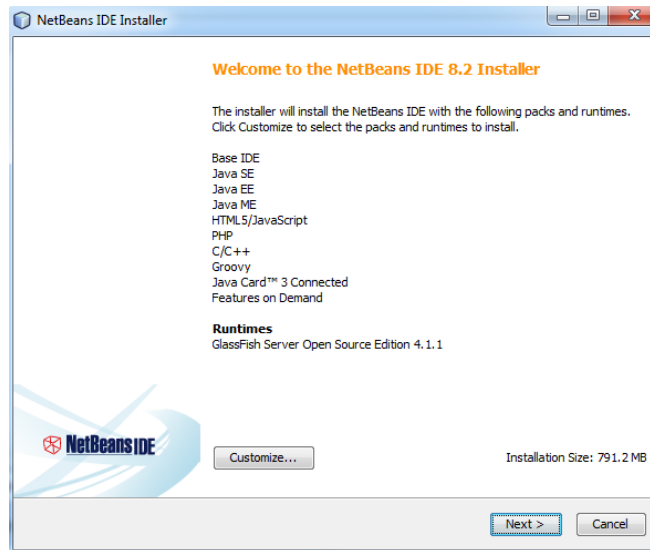 NetBeans IDE Installer
Welcome to the NetBeans IDE 8.2 Installer
The installer will install the NetBeans IDE with the following packs and runtimes.
Click Customize to select the packs and runtimes to install.
Base IDE
Java SE
Java EE
Java ME
HTML5/JavaScript
PHP
C/C++
Groovy
Java Card™ 3 Connected
Features on Demand
Runtimes
GlassFish Server Open Source Edition 4.1.1
NetBeans IDE
Customize... Installation Size: 791.2 MB
Next > Cancel